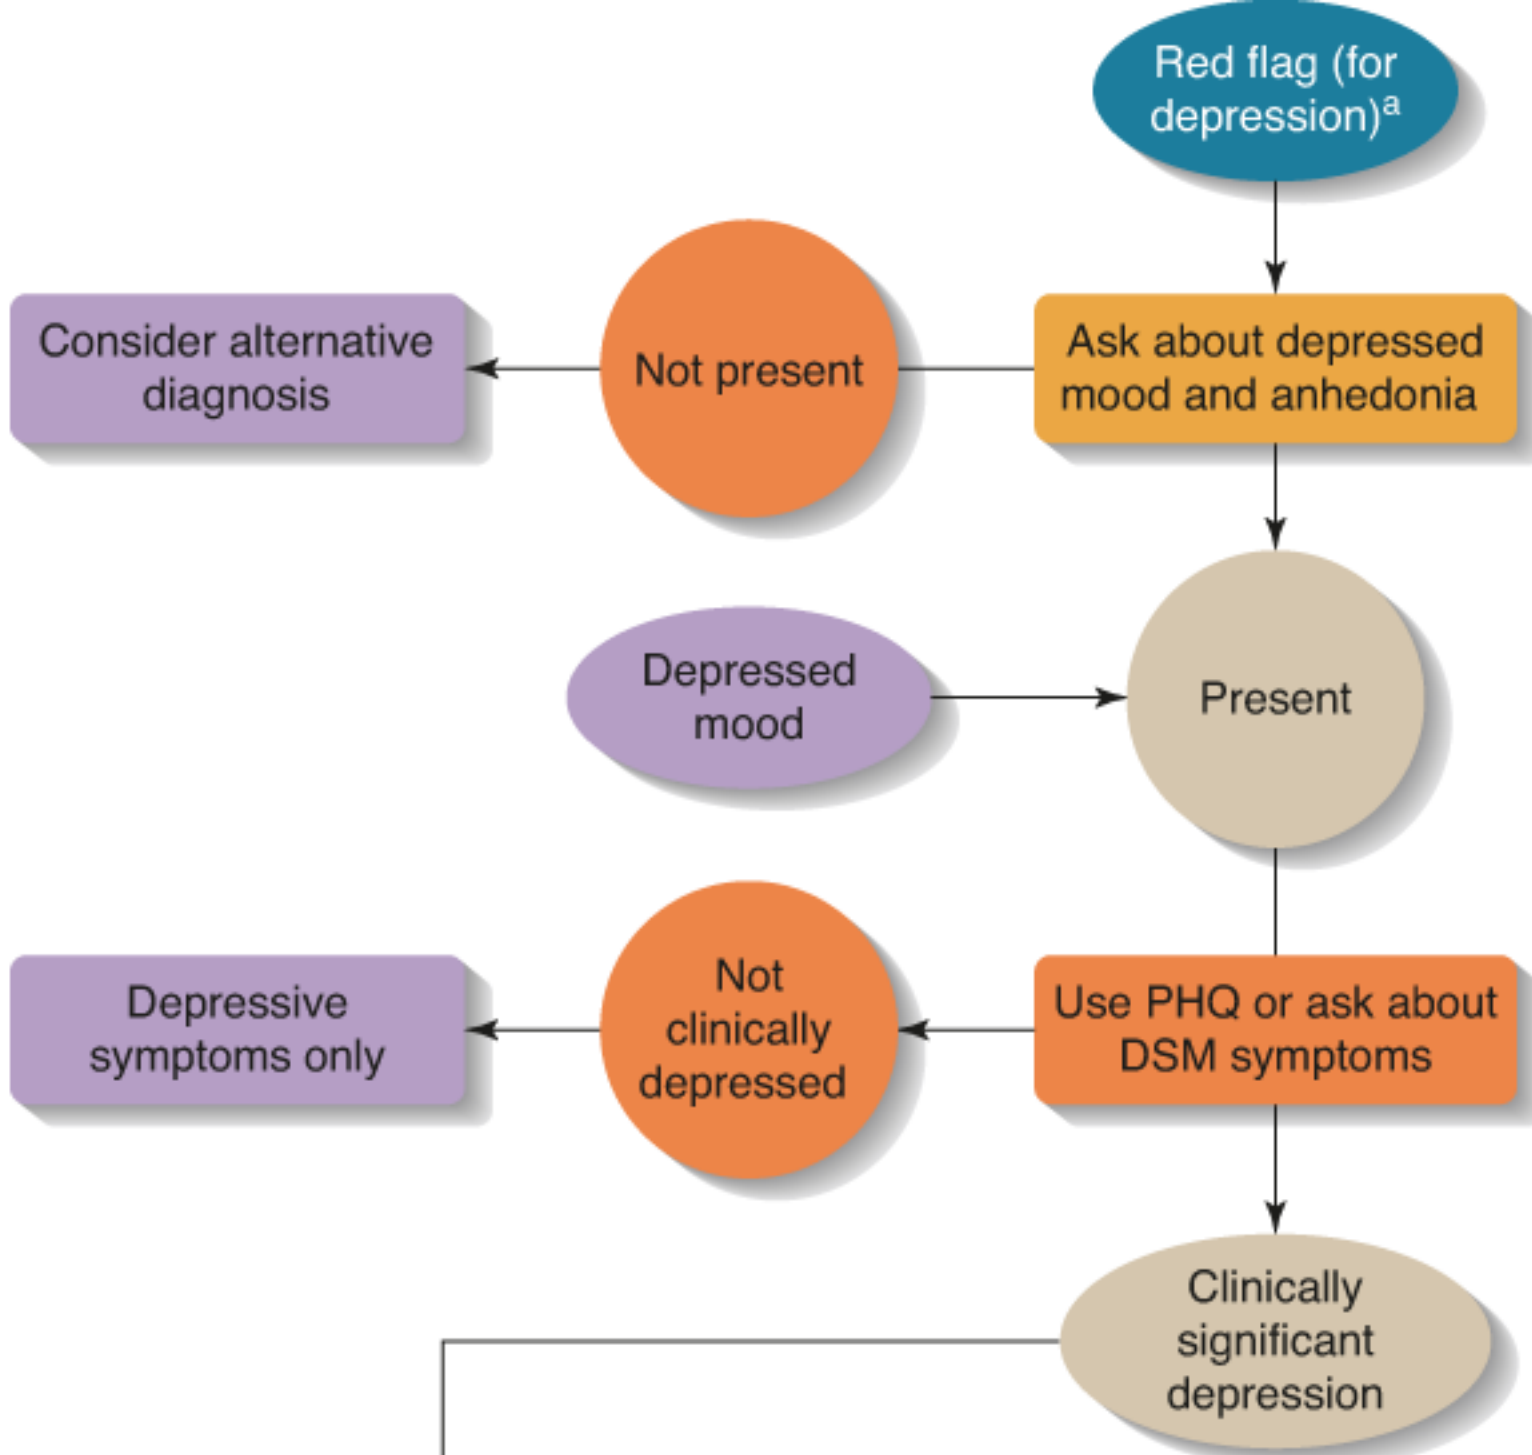 Red flag (for
depression)a
Consider alternative
diagnosis
Not present
Ask about depressed
mood and anhedonia
Depressed
mood
Present
Depressive
symptoms only
Not
clinically
depressed
Use PHQ or ask about
DSM symptoms
Clinically
significant
depression